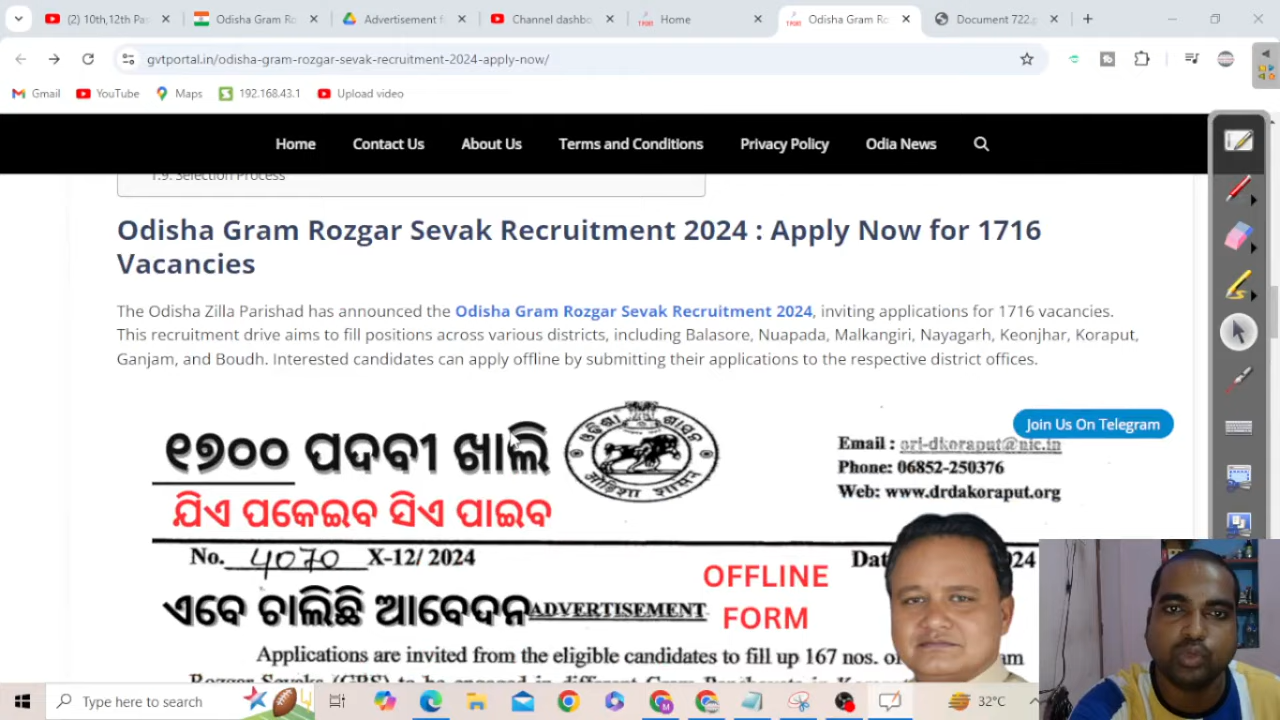 (2) 10th,12th Pas
Odisha Gram Ro
Advertisement f
Channel dashbo
Home
Odisha Gram Ro
Document 722.p
gvtportal.in/odisha-gram-rozgar-sevak-recruitment-2024-apply-now/
Gmail
YouTube
Maps
192.168.43.1
Upload video
Home
Contact Us
About Us
Terms and Conditions
Privacy Policy
Odia News
1.9. Selection Process
Odisha Gram Rozgar Sevak Recruitment 2024 : Apply Now for 1716
Vacancies
The Odisha Zilla Parishad has announced the Odisha Gram Rozgar Sevak Recruitment 2024, inviting applications for 1716 vacancies.
This recruitment drive aims to fill positions across various districts, including Balasore, Nuapada, Malkangiri, Nayagarh, Keonjhar, Koraput,
Ganjam, and Boudh. Interested candidates can apply offline by submitting their applications to the respective district offices.
Join Us On Telegram
୧୭୦୦ ପଦବୀ ଖାଲି
Email : ori-dkoraput@nic.in
Phone: 06852-250376
Web: www.drdakoraput.org
ଯିଏ ପକେଇବ ସିଏ ପାଇବ
No. 4070 X-12/ 2024
24
OFFLINE
FORM
ଏବେ ଚାଲିଛି ଆବେଦନ
ADVERTISEMENT
Applications are invited from the eligible candidates to fill up 167 nos.
Type here to search
32°C